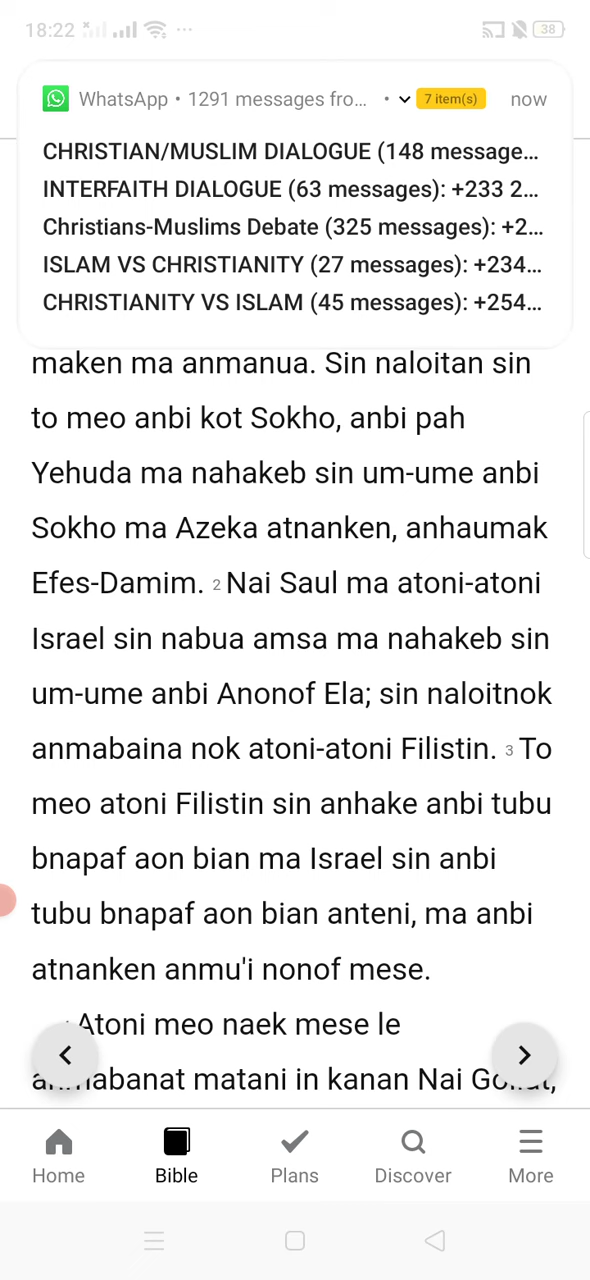 18:22
38
WhatsApp • 1291 messages fro... • 7 item(s) now
CHRISTIAN/MUSLIM DIALOGUE (148 message...
INTERFAITH DIALOGUE (63 messages): +233 2...
Christians-Muslims Debate (325 messages): +2...
ISLAM VS CHRISTIANITY (27 messages): +234...
CHRISTIANITY VS ISLAM (45 messages): +254...
maken ma anmanua. Sin naloitan sin
to meo anbi kot Sokho, anbi pah
Yehuda ma nahakeb sin um-ume anbi
Sokho ma Azeka atnanken, anhaumak
Efes-Damim. 2 Nai Saul ma atoni-atoni
Israel sin nabua amsa ma nahakeb sin
um-ume anbi Anonof Ela; sin naloitnok
anmabaina nok atoni-atoni Filistin. 3 To
meo atoni Filistin sin anhake anbi tubu
bnapaf aon bian ma Israel sin anbi
tubu bnapaf aon bian anteni, ma anbi
atnanken anmu'i nonof mese.
Atoni meo naek mese le
matani in kanan Nai
Home Bible Plans Discover More